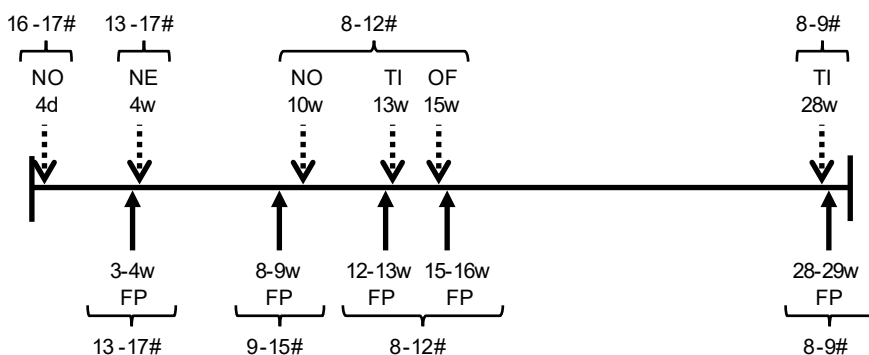 16-17# 13-17# 8-12# 8-9#
NO NE NO TI OF TI
4d 4w 10w 13w 15w 28w
3-4w 8-9w 12-13w 15-16w 28-29w
FP FP FP FP FP
13-17# 9-15# 8-12# 8-9#